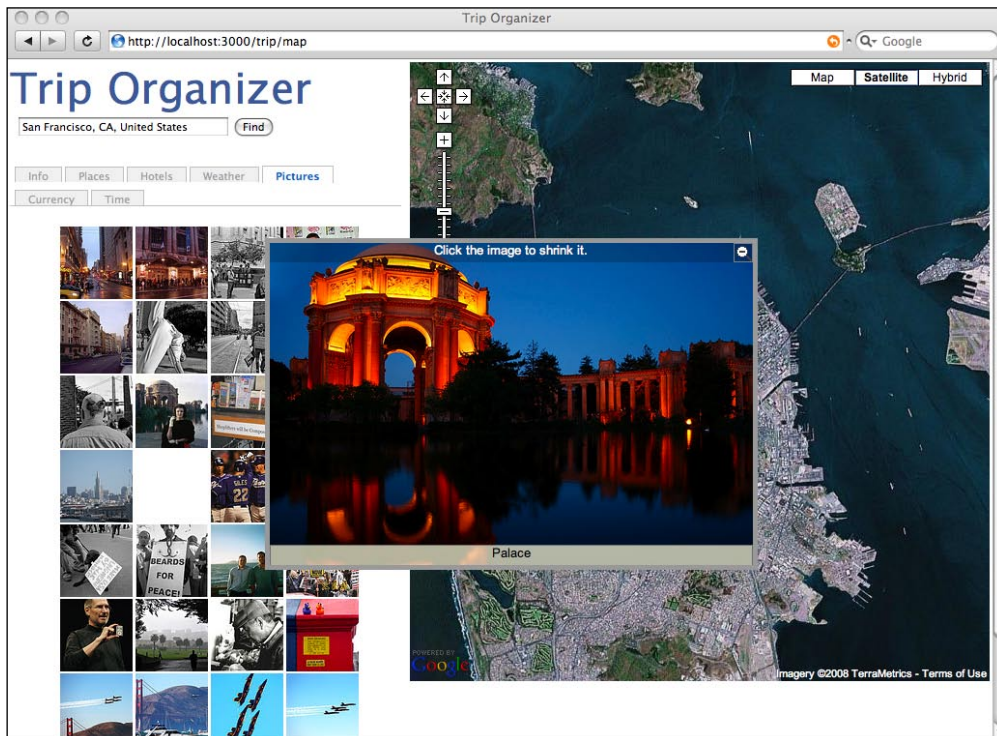 Trip Organizer
http://localhost:3000/trip/map
Google
Trip Organizer
San Francisco, CA, United States Find
Info Places Hotels Weather Pictures
Currency Time
Map Satellite Hybrid
Click the image to shrink it.
22
BEARDS
FOR
PEACE!
Palace
POWERED BY
Google
Imagery ©2008 TerraMetrics - Terms of Use